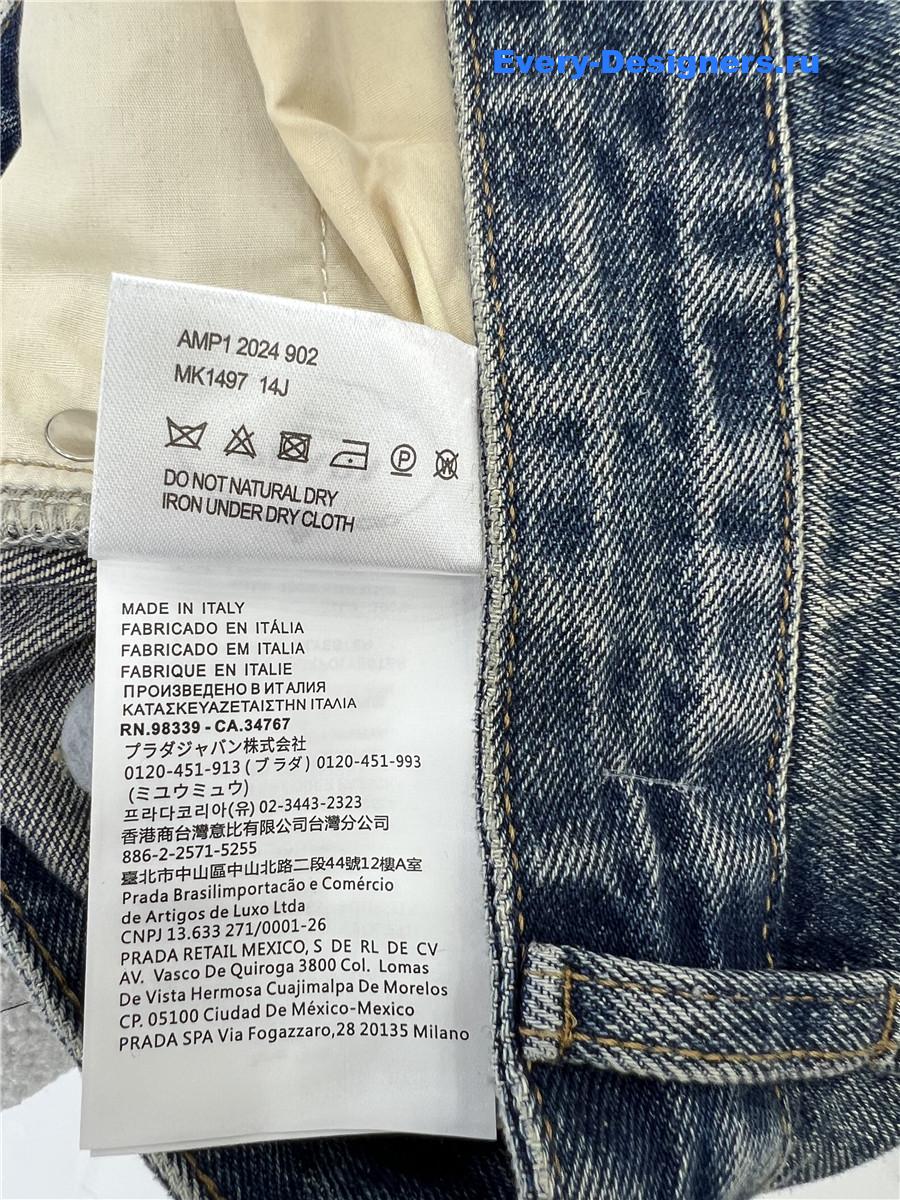 Every-Designers.ru
AMP1 2024 902
MK1497 14J
P
W
DO NOT NATURAL DRY
IRON UNDER DRY CLOTH
MADE IN ITALY
FABRICADO EN ITÁLIA
FABRICADO EM ITALIA
FABRIQUE EN ITALIE
ПРОИЗВЕДЕНО В ИТАЛИЯ
ΚΑΤΑΣΚΕΥΑΖΕΤΑΙΣΤΗΝ ΙΤΑΛΙΑ
RN.98339 - CA.34767
プラダジャパン株式会社
0120-451-913 (プラダ) 0120-451-993
(ミユウミュウ)
프라다코리아(유) 02-3443-2323
香港商台灣意比有限公司台灣分公司
886-2-2571-5255
臺北市中山區中山北路二段44號12樓A室
Prada Brasilimportacão e Comércio
de Artigos de Luxo Ltda
CNPJ 13.633 271/0001-26
PRADA RETAIL MEXICO, S DE RL DE CV
AV. Vasco De Quiroga 3800 Col. Lomas
De Vista Hermosa Cuajimalpa De Morelos
CP. 05100 Ciudad De México-Mexico
PRADA SPA Via Fogazzaro,28 20135 Milano